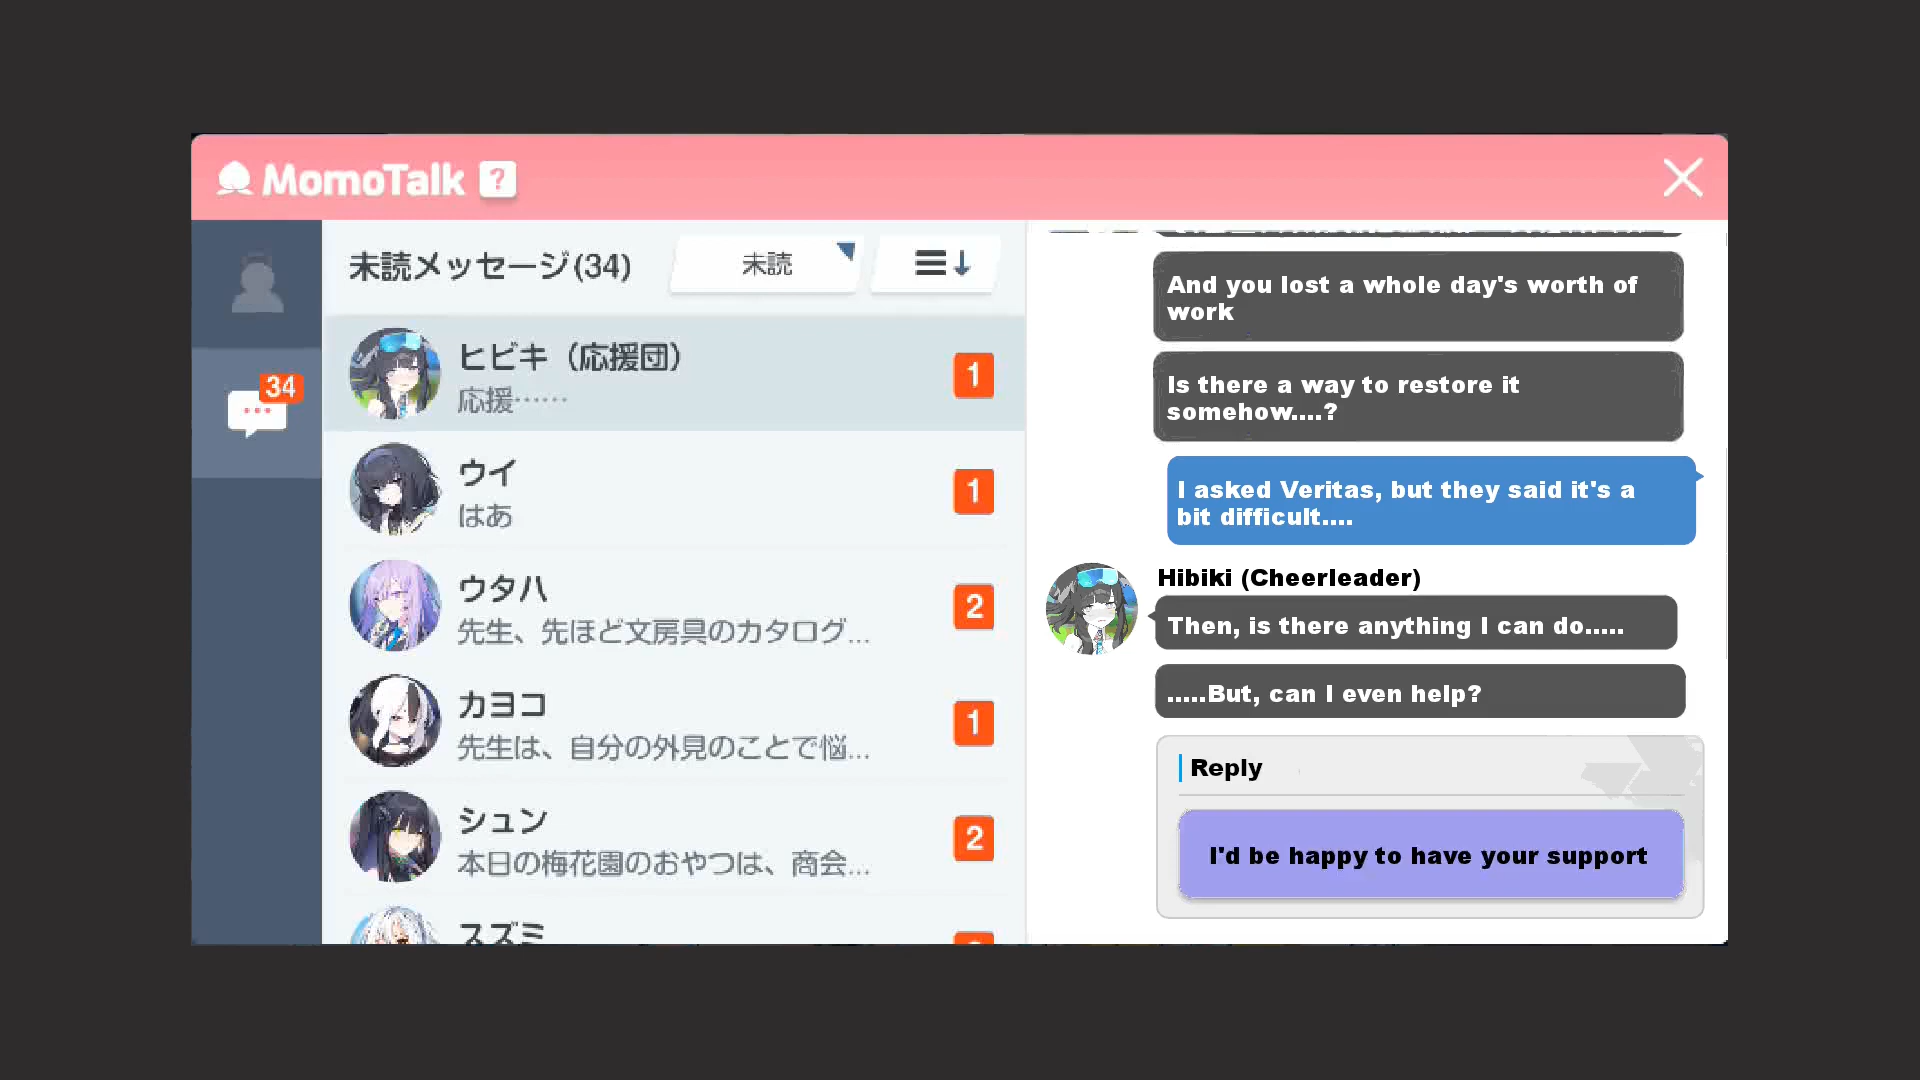 MomoTalk ?
34
未読メッセージ(34)
未読
ヒビキ（応援団）
応援……
1
ウイ
はあ
1
ウタハ
先生、先ほど文房具のカタログ...
2
カヨコ
先生は、自分の外見のことで悩...
1
シュン
本日の梅花園のおやつは、商会...
2
スズミ
And you lost a whole day's worth of
work
Is there a way to restore it
somehow....?
I asked Veritas, but they said it's a
bit difficult....
Hibiki (Cheerleader)
Then, is there anything I can do.....
.....But, can I even help?
Reply
I'd be happy to have your support